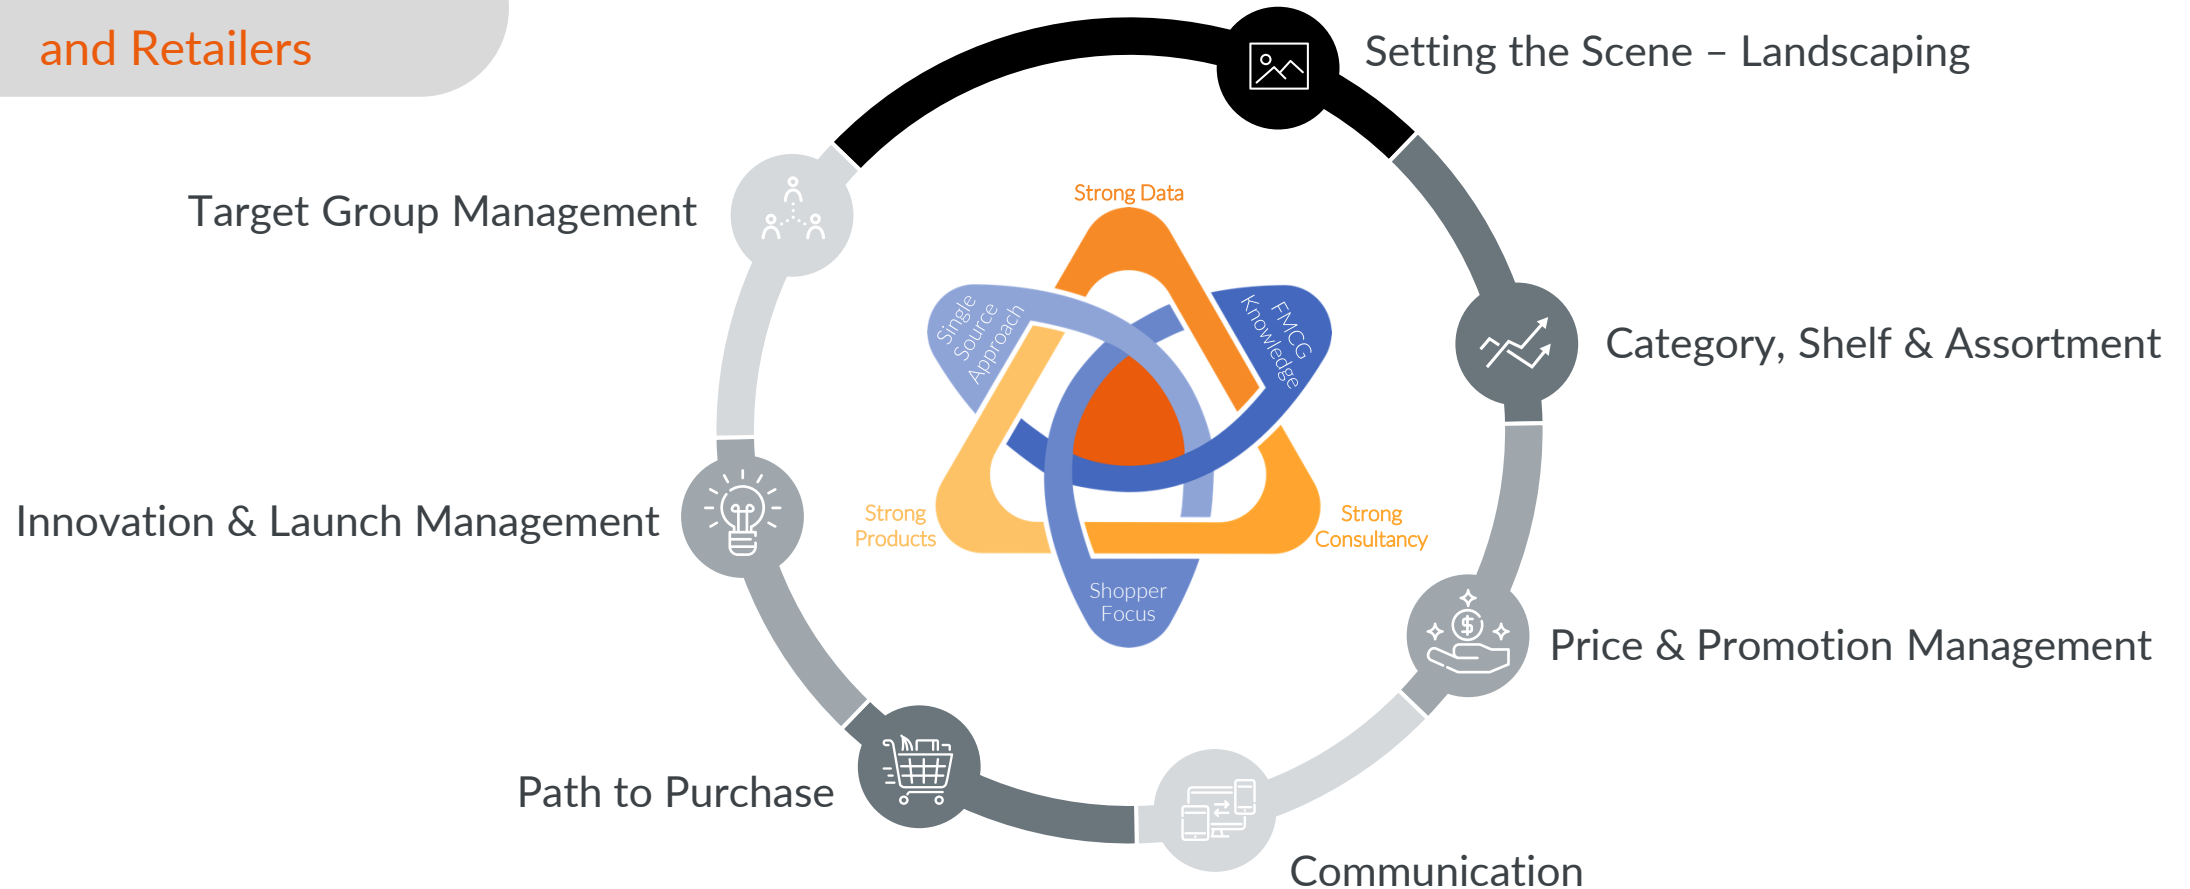 and Retailers
Setting the Scene – Landscaping
Target Group Management
Strong Data
Single
Source
Approach
FMCG
Knowledge
Category, Shelf & Assortment
Innovation & Launch Management
Strong
Products
Strong
Consultancy
Shopper
Focus
Price & Promotion Management
Path to Purchase
Communication